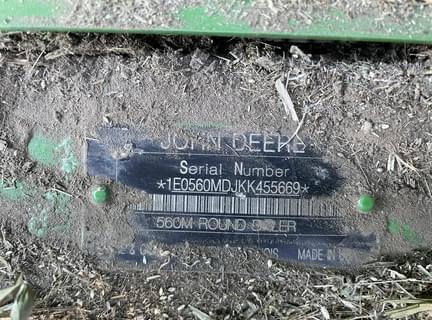 JOHN DEERE
Serial Number
*1E0560MDJKK455669*
560M ROUND BALER
MADE IN